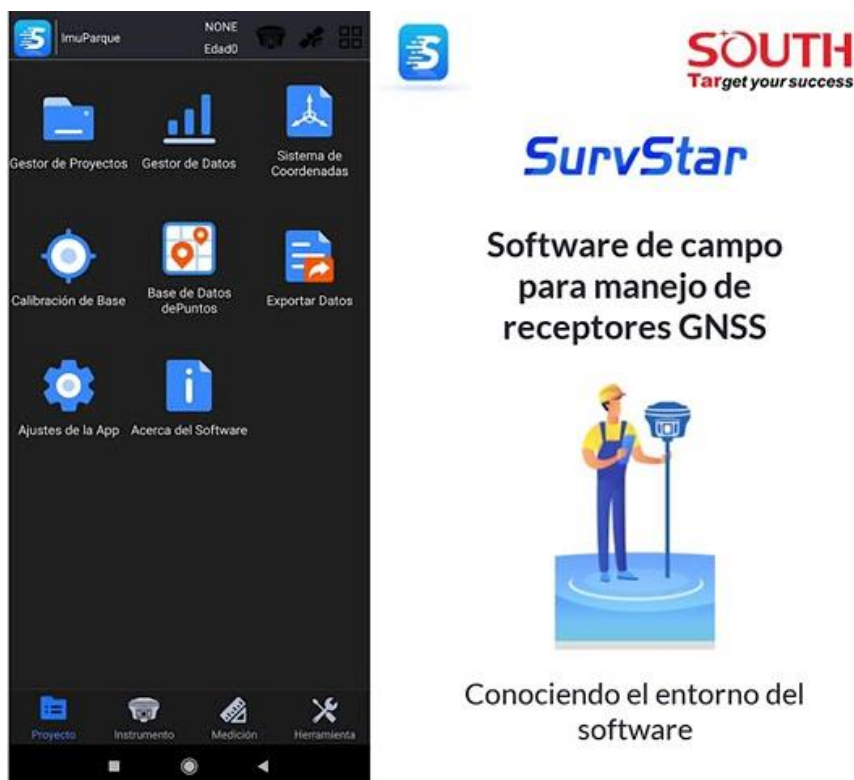 ImuParque
NONE
Edad0
Gestor de Proyectos
Gestor de Datos
Sistema de
Coordenadas
Calibración de Base
Base de Datos
dePuntos
Exportar Datos
Ajustes de la App
Acerca del Software
Proyecto
Instrumento
Medición
Herramienta
S
SOUTH
Target your success
SurvStar
Software de campo
para manejo de
receptores GNSS
Conociendo el entorno del
software